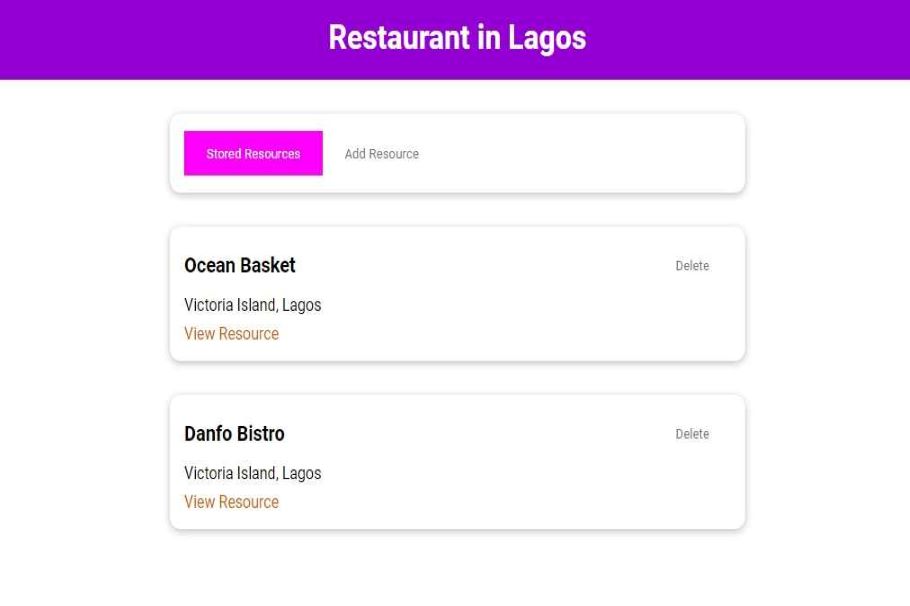 Restaurant in Lagos
Stored Resources Add Resource
Ocean Basket Delete
Victoria Island, Lagos
View Resource
Danfo Bistro Delete
Victoria Island, Lagos
View Resource